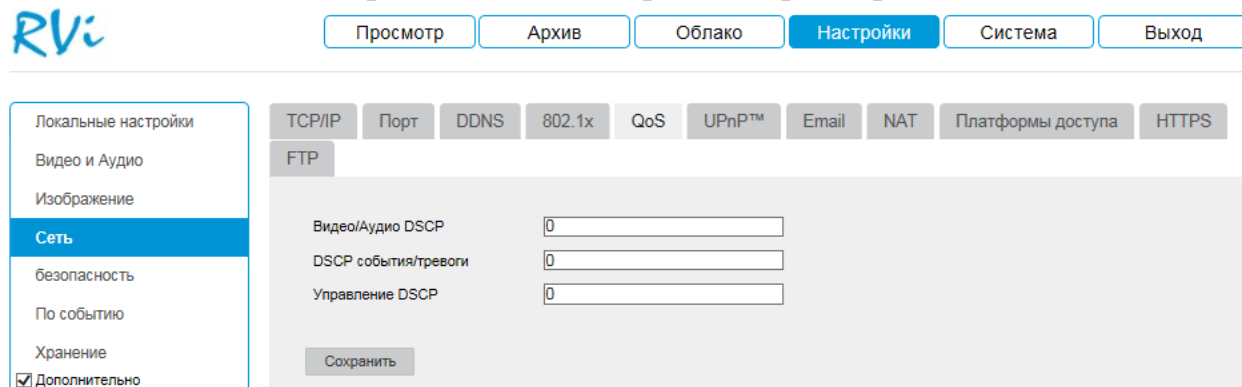 RVi
Просмотр Архив Облако Настройки Система Выход
Локальные настройки
Видео и Аудио
Изображение
Сеть
безопасность
По событию
Хранение
Дополнительно
TCP/IP Порт DDNS 802.1x QoS UPnP™ Email NAT Платформы доступа HTTPS
FTP
Видео/Аудио DSCP 0
DSCP события/тревоги 0
Управление DSCP 0
Сохранить